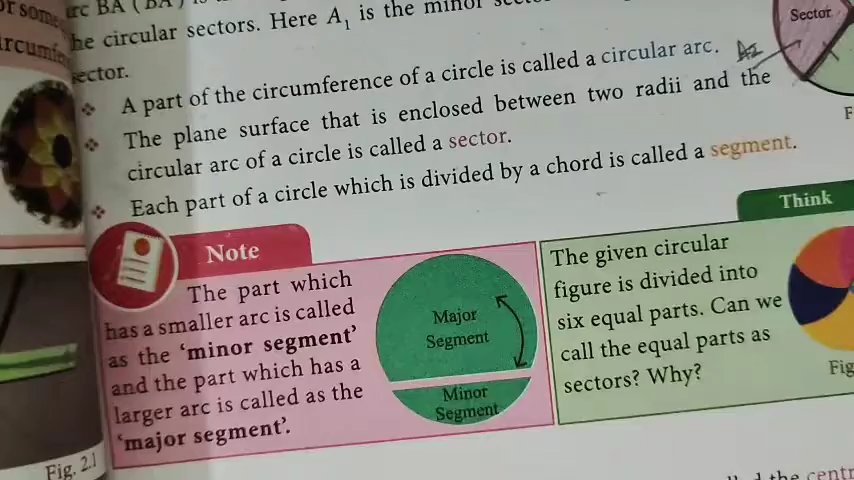 arc BA
he circular sectors. Here A1 is the minor
ector.
Sector
❖ A part of the circumference of a circle is called a circular arc.
A2
❖ The plane surface that is enclosed between two radii and the
circular arc of a circle is called a sector.
❖ Each part of a circle which is divided by a chord is called a segment.
Note
The part which
has a smaller arc is called
as the ‘minor segment’
and the part which has a
larger arc is called as the
‘major segment’.
Major
Segment
Minor
Segment
Think
The given circular
figure is divided into
six equal parts. Can we
call the equal parts as
sectors? Why?
Fig
Fig. 2.1
the centr